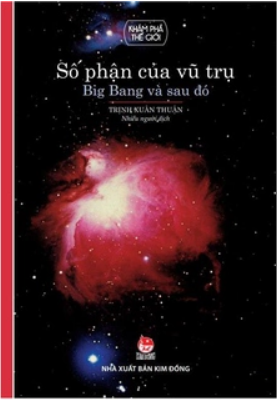 KHÁM PHÁ
THẾ GIỚI
Số phận của vũ trụ
Big Bang và sau đó
TRỊNH XUÂN THUẬN
Nhiều người dịch
NHÀ XUẤT BẢN KIM ĐỒNG